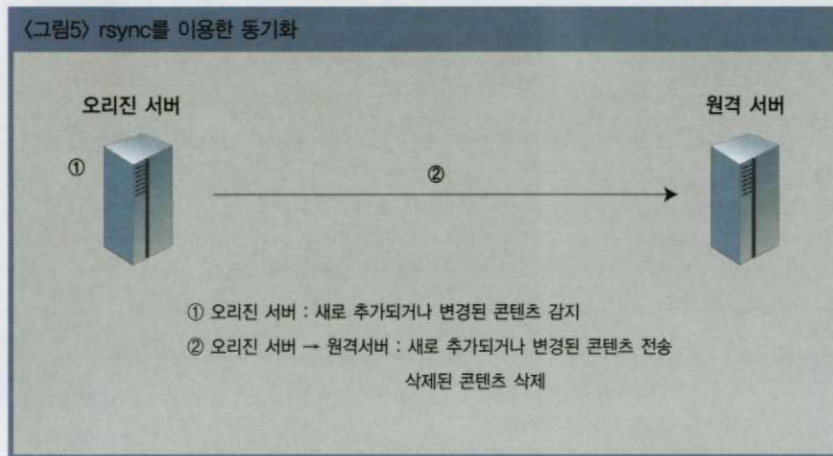 〈그림5〉 rsync를 이용한 동기화
오리진 서버
원격 서버
①
②
① 오리진 서버 : 새로 추가되거나 변경된 콘텐츠 감지
② 오리진 서버 → 원격서버 : 새로 추가되거나 변경된 콘텐츠 전송
삭제된 콘텐츠 삭제